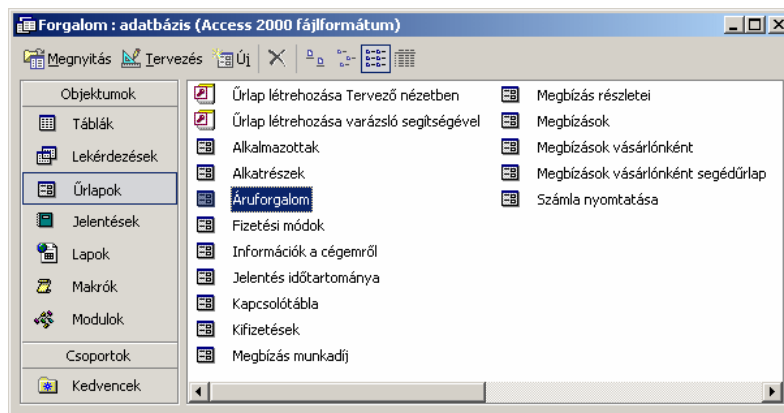 Forgalom : adatbázis (Access 2000 fájlformátum)
Megnyitás Tervezés Új
Objektumok
Táblák
Lekérdezések
Űrlapok
Jelentések
Lapok
Makrók
Modulok
Csoportok
Kedvencek
Űrlap létrehozása Tervező nézetben
Űrlap létrehozása varázsló segítségével
Alkalmazottak
Alkatrészek
Áruforgalom
Fizetési módok
Információk a cégemről
Jelentés időtartománya
Kapcsolótábla
Kifizetések
Megbízás munkadíj
Megbízás részletei
Megbízások
Megbízások vásárlónként
Megbízások vásárlónként segédűrlap
Számla nyomtatása